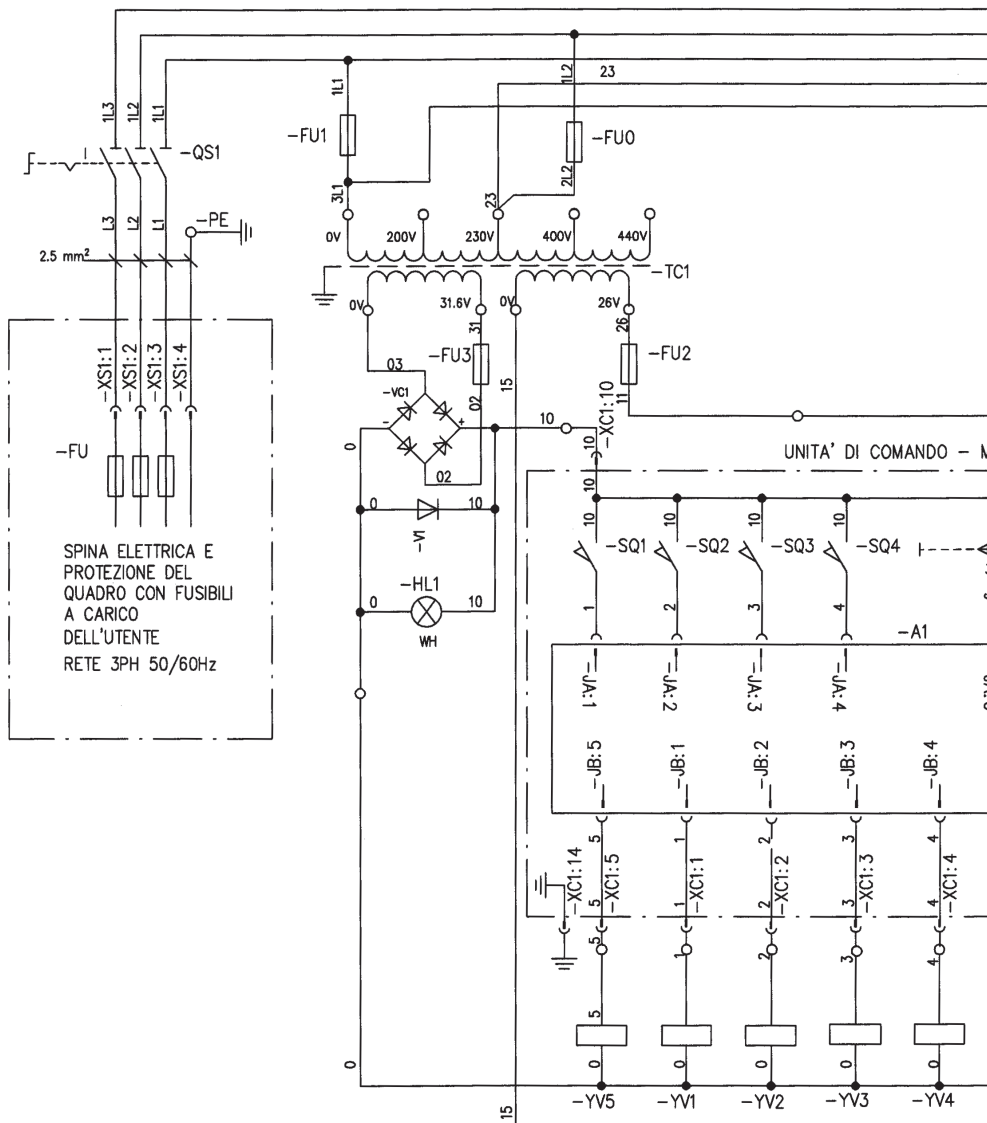 1L3
1L2
1L1
I
-QS1
L3
L2
L1
-PE
2.5 mm²
1L1
-FU1
3L1
1L2
23
-FU0
2L2
23
0V
200V
230V
400V
440V
-TC1
0V
31.6V
0V
26V
31
-FU3
02
26
-FU2
11
03
-VC1
-
+
02
15
10
-XC1:10
10
10
0
0
10
-V1
-HL1
0
10
WH
-XS1:1
-XS1:2
-XS1:3
-XS1:4
-FU
SPINA ELETTRICA E
PROTEZIONE DEL
QUADRO CON FUSIBILI
A CARICO
DELL'UTENTE
RETE 3PH 50/60Hz
UNITA' DI COMANDO - M
10
10
10
10
-SQ1
-SQ2
-SQ3
-SQ4
1
2
3
4
-A1
-JA:1
-JA:2
-JA:3
-JA:4
-JB:5
-JB:1
-JB:2
-JB:3
-JB:4
5
1
2
3
4
-XC1:14
-XC1:5
-XC1:1
-XC1:2
-XC1:3
-XC1:4
5
1
2
3
4
5
1
2
3
4
5
0
0
0
0
0
0
-YV5
-YV1
-YV2
-YV3
-YV4
15